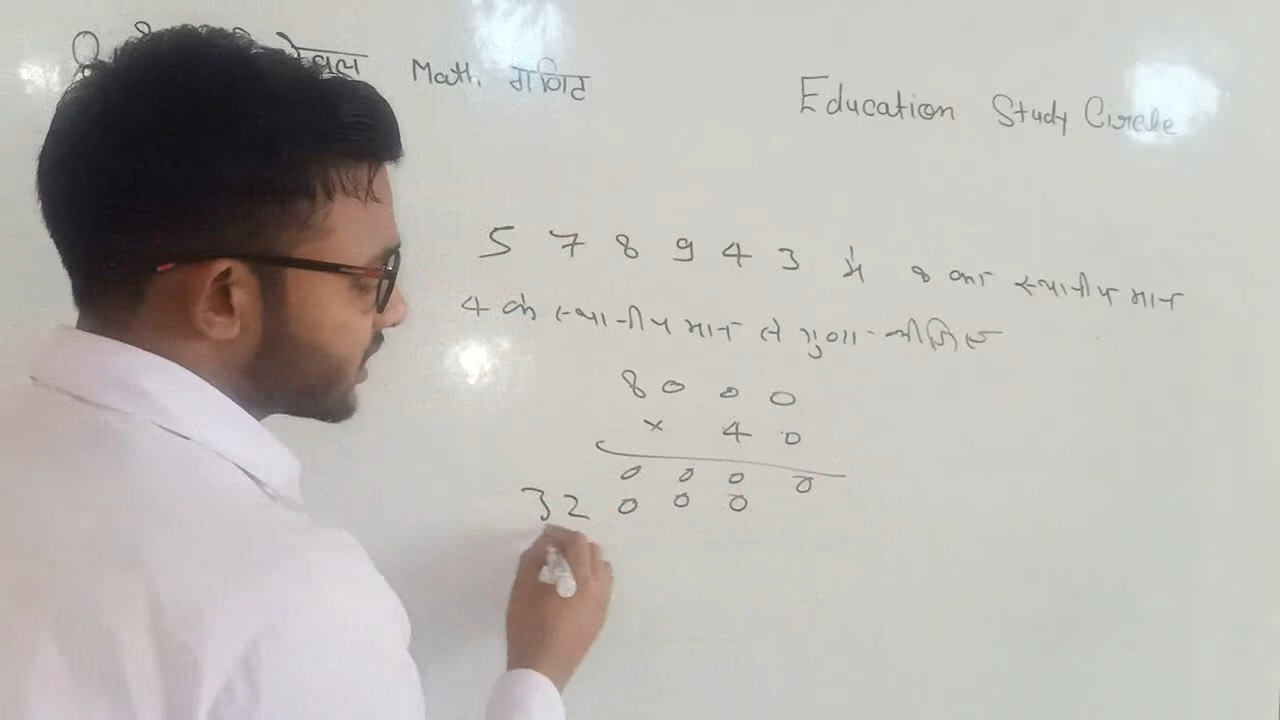 Math. गणित
Education Study Circle
5 7 8 9 4 3 में 8 का स्थानीय मान
4 के स्थानीय मान से गुणा कीजिए
8 0 0 0
× 4 0
0 0 0 0
3 2 0 0 0